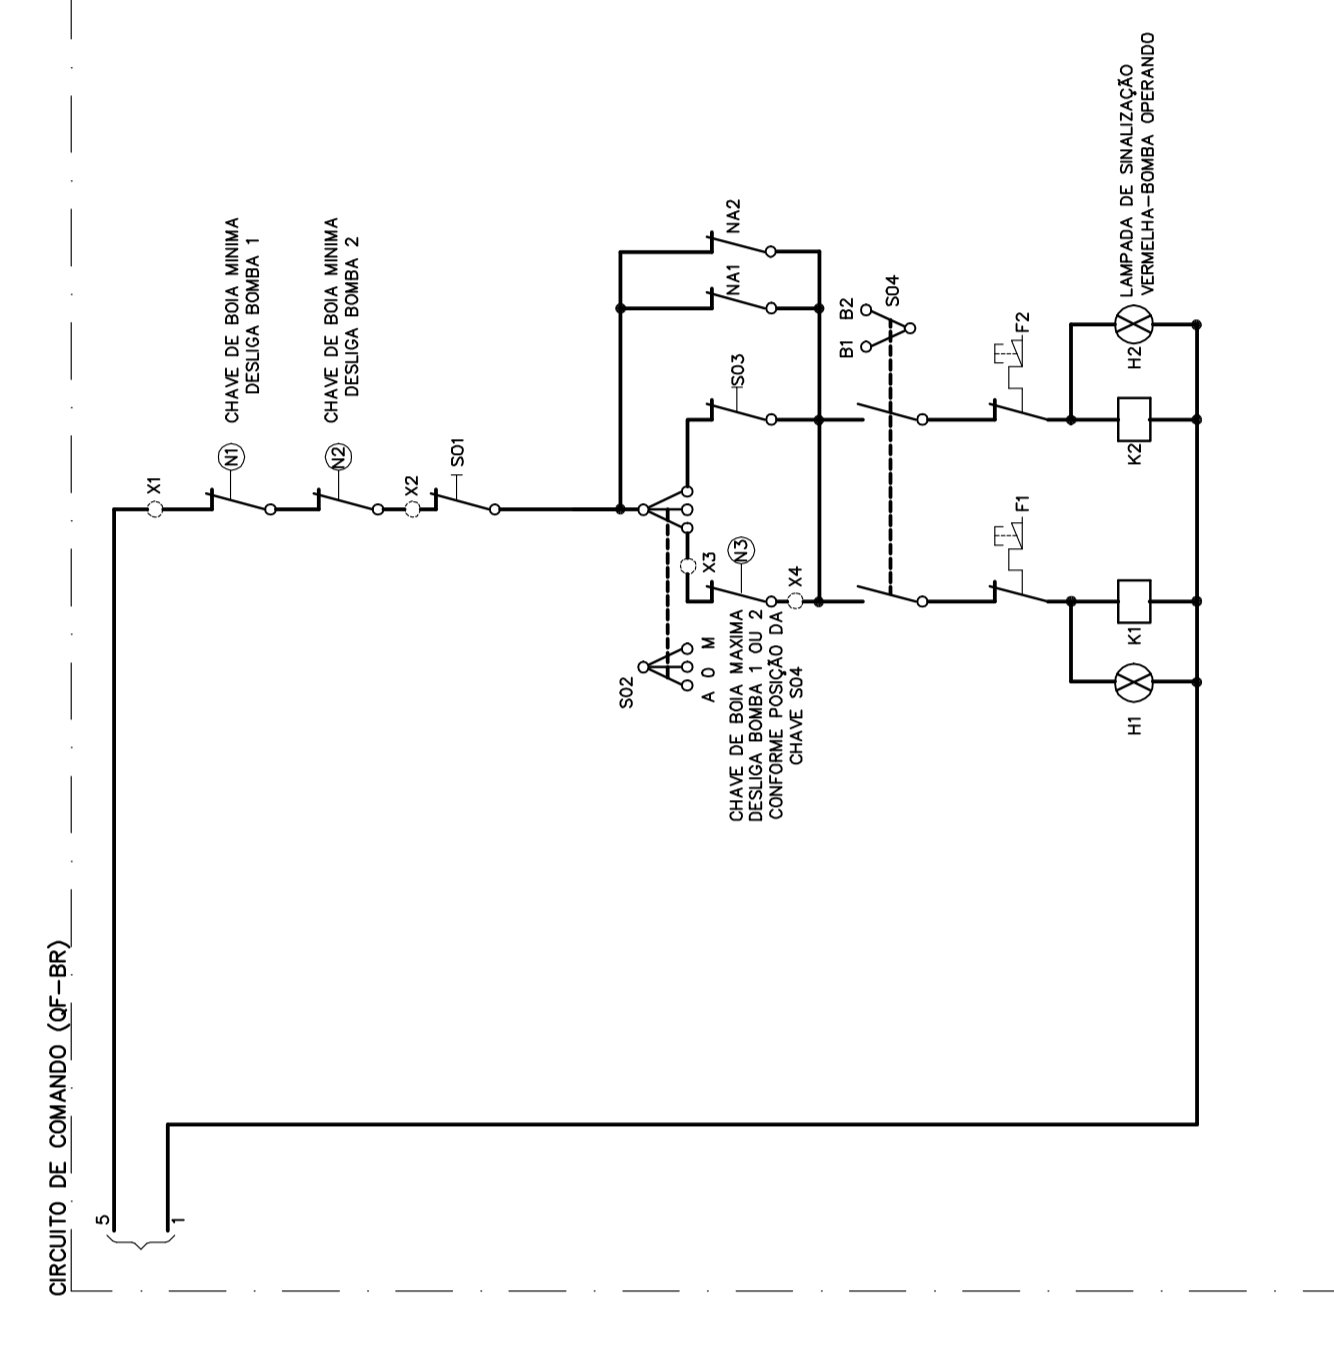 CIRCUITO DE COMANDO (QF-BR)
5
1
X1
N1
CHAVE DE BOIA MINIMA
DESLIGA BOMBA 1
N2
CHAVE DE BOIA MINIMA
DESLIGA BOMBA 2
X2
S01
S02
A O M
X3
N3
X4
CHAVE DE BOIA MAXIMA
DESLIGA BOMBA 1 OU 2
CONFORME POSIÇÃO DA
CHAVE S04
S03
NA1
NA2
B1 B2
S04
F1
F2
H1
K1
K2
H2
LAMPADA DE SINALIZAÇÃO
VERMELHA-BOMBA OPERANDO